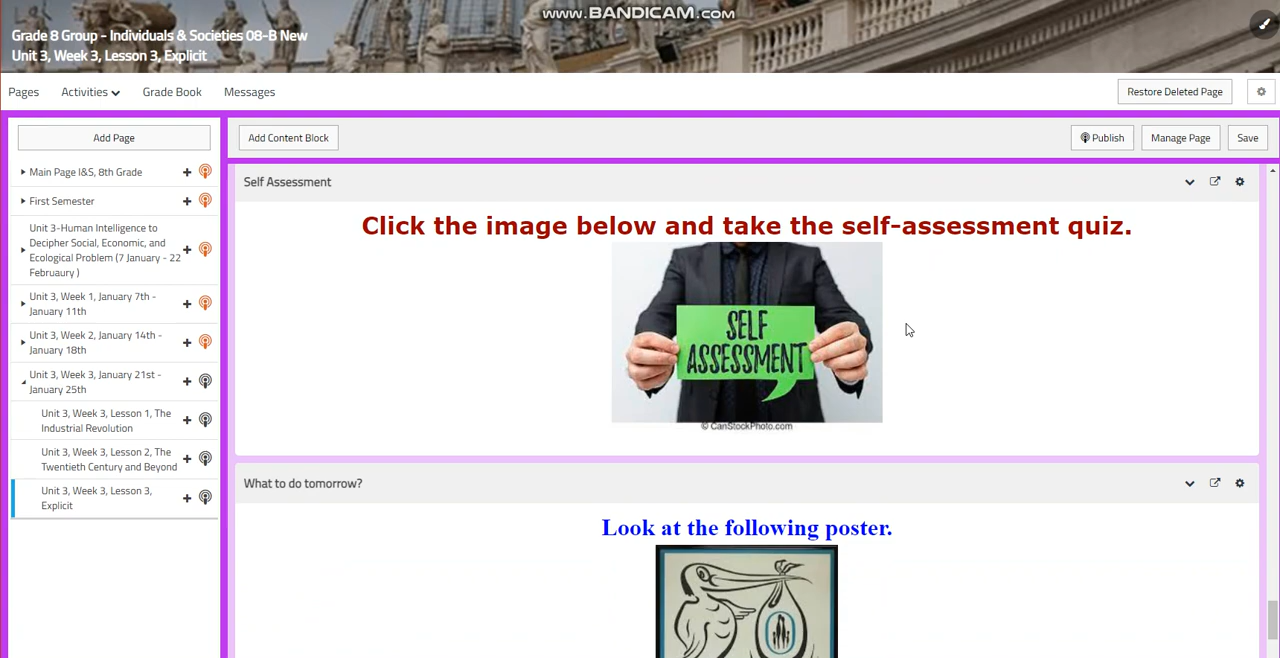 www.BANDICAM.com
Grade 8 Group - Individuals & Societies 08-B New
Unit 3, Week 3, Lesson 3, Explicit
Pages
Activities
Grade Book
Messages
Restore Deleted Page
Add Page
Add Content Block
Publish
Manage Page
Save
Main Page I&S, 8th Grade
First Semester
Unit 3-Human Intelligence to
Decipher Social, Economic, and
Ecological Problem (7 January - 22
Februaury )
Unit 3, Week 1, January 7th -
January 11th
Unit 3, Week 2, January 14th -
January 18th
Unit 3, Week 3, January 21st -
January 25th
Unit 3, Week 3, Lesson 1, The
Industrial Revolution
Unit 3, Week 3, Lesson 2, The
Twentieth Century and Beyond
Unit 3, Week 3, Lesson 3,
Explicit
Self Assessment
Click the image below and take the self-assessment quiz.
SELF
ASSESSMENT
© CanStockPhoto.com
What to do tomorrow?
Look at the following poster.